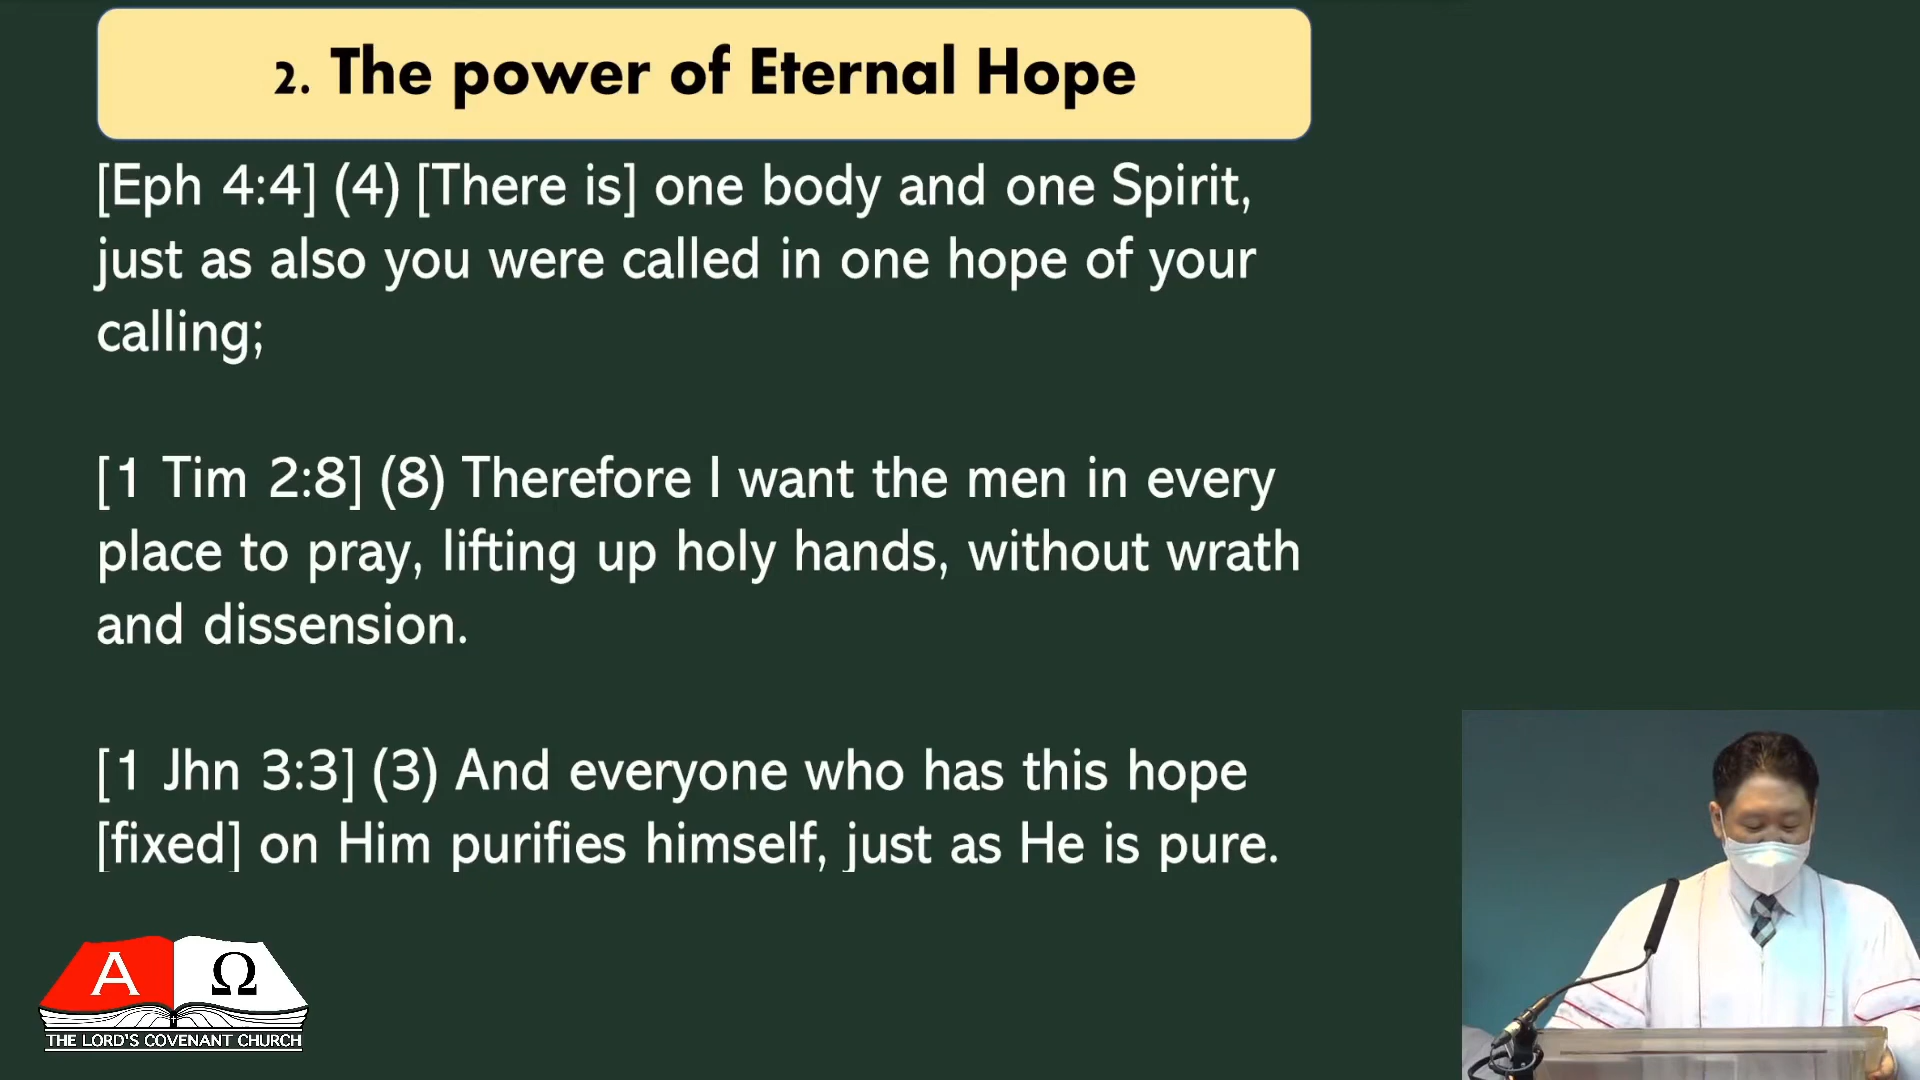 2. The power of Eternal Hope
[Eph 4:4] (4) [There is] one body and one Spirit,
just as also you were called in one hope of your
calling;
[1 Tim 2:8] (8) Therefore I want the men in every
place to pray, lifting up holy hands, without wrath
and dissension.
[1 Jhn 3:3] (3) And everyone who has this hope
[fixed] on Him purifies himself, just as He is pure.
Α Ω
THE LORD'S COVENANT CHURCH